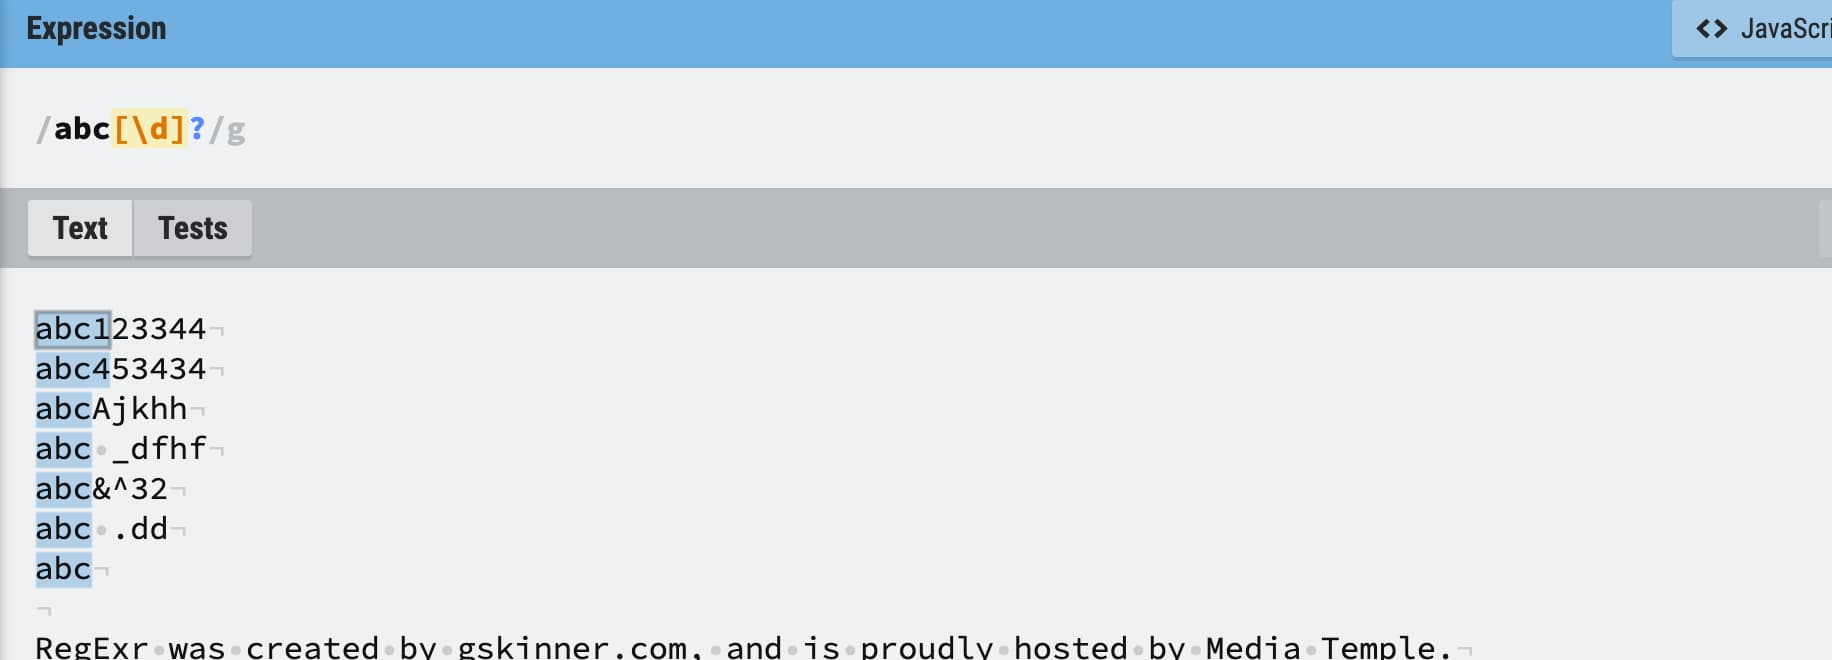 Expression
<> JavaScri
/abc[\d]?/g
Text Tests
abc123344¬
abc453434¬
abcAjkhh¬
abc•_dfhf¬
abc&^32¬
abc•.dd¬
abc¬
¬
RegExr•was•created•by•gskinner.com,•and•is•proudly•hosted•by•Media•Temple.¬